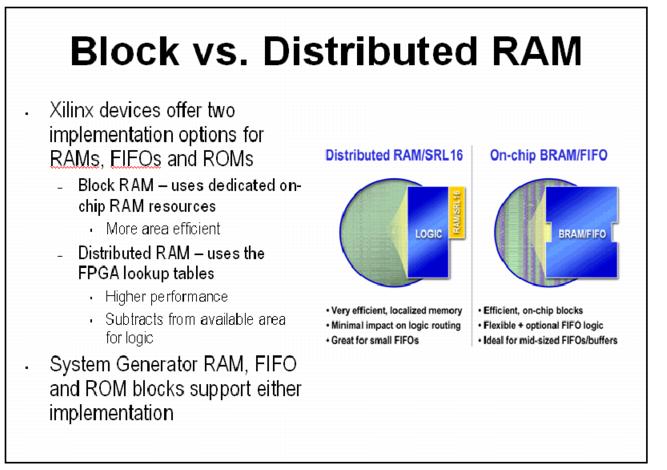 Block vs. Distributed RAM
• Xilinx devices offer two
implementation options for
RAMs, FIFOs and ROMs
– Block RAM – uses dedicated on-
chip RAM resources
• More area efficient
– Distributed RAM – uses the
FPGA lookup tables
• Higher performance
• Subtracts from available area
for logic
• System Generator RAM, FIFO
and ROM blocks support either
implementation
Distributed RAM/SRL16
LOGIC
RAM/SRL16
• Very efficient, localized memory
• Minimal impact on logic routing
• Great for small FIFOs
On-chip BRAM/FIFO
BRAM/FIFO
• Efficient, on-chip blocks
• Flexible + optional FIFO logic
• Ideal for mid-sized FIFOs/buffers